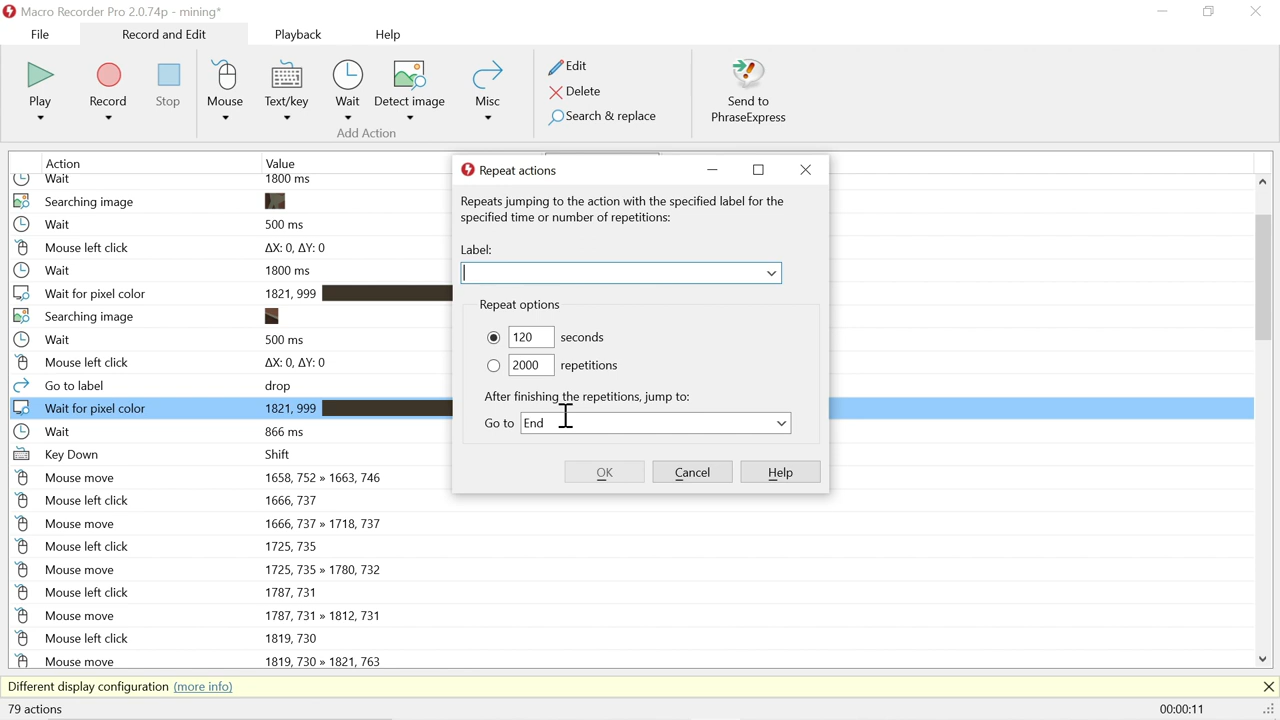 Macro Recorder Pro 2.0.74p - mining*
File Record and Edit Playback Help
Play Record Stop Mouse Text/key Wait Detect image Misc
Add Action
Edit
Delete
Search & replace
Send to
PhraseExpress
Action Value
Wait 1800 ms
Searching image
Wait 500 ms
Mouse left click ΔX: 0, ΔY: 0
Wait 1800 ms
Wait for pixel color 1821, 999
Searching image
Wait 500 ms
Mouse left click ΔX: 0, ΔY: 0
Go to label drop
Wait for pixel color 1821, 999
Wait 866 ms
Key Down Shift
Mouse move 1658, 752 » 1663, 746
Mouse left click 1666, 737
Mouse move 1666, 737 » 1718, 737
Mouse left click 1725, 735
Mouse move 1725, 735 » 1780, 732
Mouse left click 1787, 731
Mouse move 1787, 731 » 1812, 731
Mouse left click 1819, 730
Mouse move 1819, 730 » 1821, 763
Repeat actions
Repeats jumping to the action with the specified label for the
specified time or number of repetitions:
Label:
Repeat options
120 seconds
2000 repetitions
After finishing the repetitions, jump to:
Go to End
OK Cancel Help
Different display configuration (more info)
79 actions 00:00:11